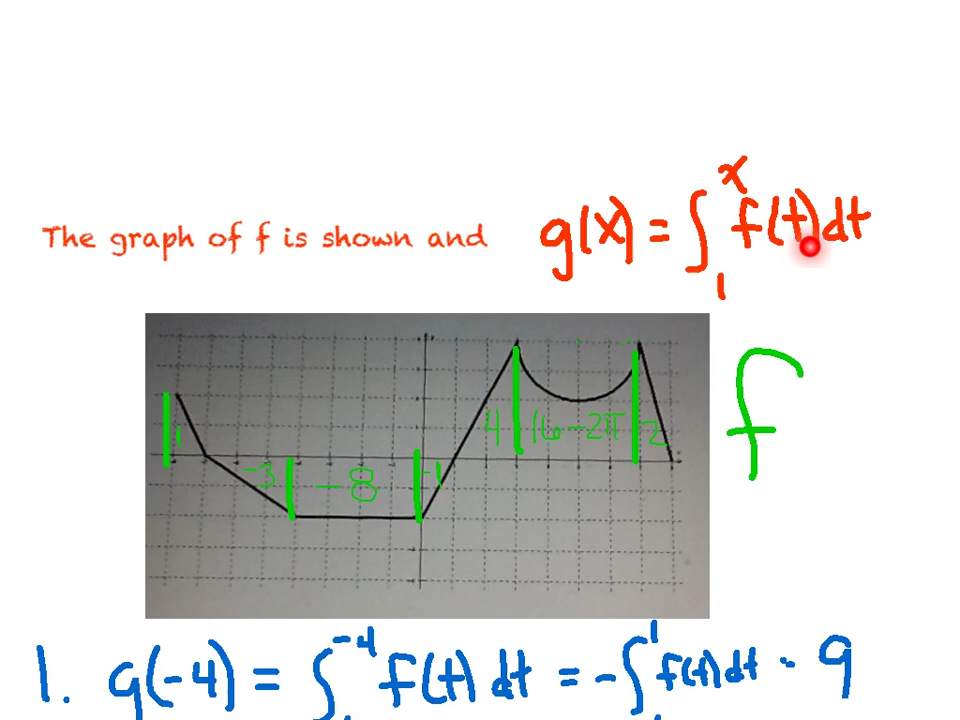 The graph of f is shown and g(x) = ∫₁ˣ f(t)dt
f
1 -3 -8 -1 4 16-2π 2
1. g(-4) = ∫₁⁻⁴ f(t) dt = -∫ ¹ f(t)dt = 9